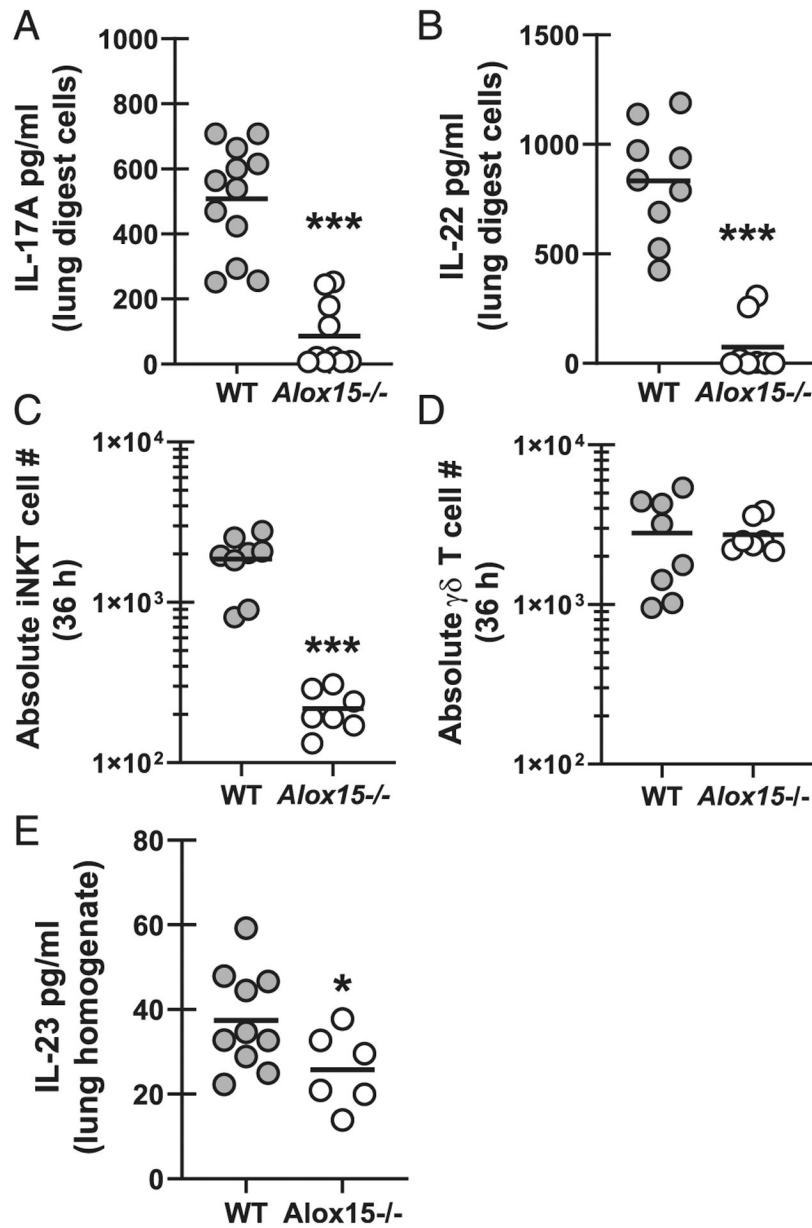 A
IL-17A pg/ml
(lung digest cells)
1000
800
600
400
200
0
***
WT
Alox15-/-
B
IL-22 pg/ml
(lung digest cells)
1500
1000
500
0
***
WT
Alox15-/-
C
Absolute iNKT cell #
(36 h)
1×10⁴
1×10³
1×10²
***
WT
Alox15-/-
D
Absolute γδ T cell #
(36 h)
1×10⁴
1×10³
1×10²
WT
Alox15-/-
E
IL-23 pg/ml
(lung homogenate)
80
60
40
20
0
*
WT
Alox15-/-